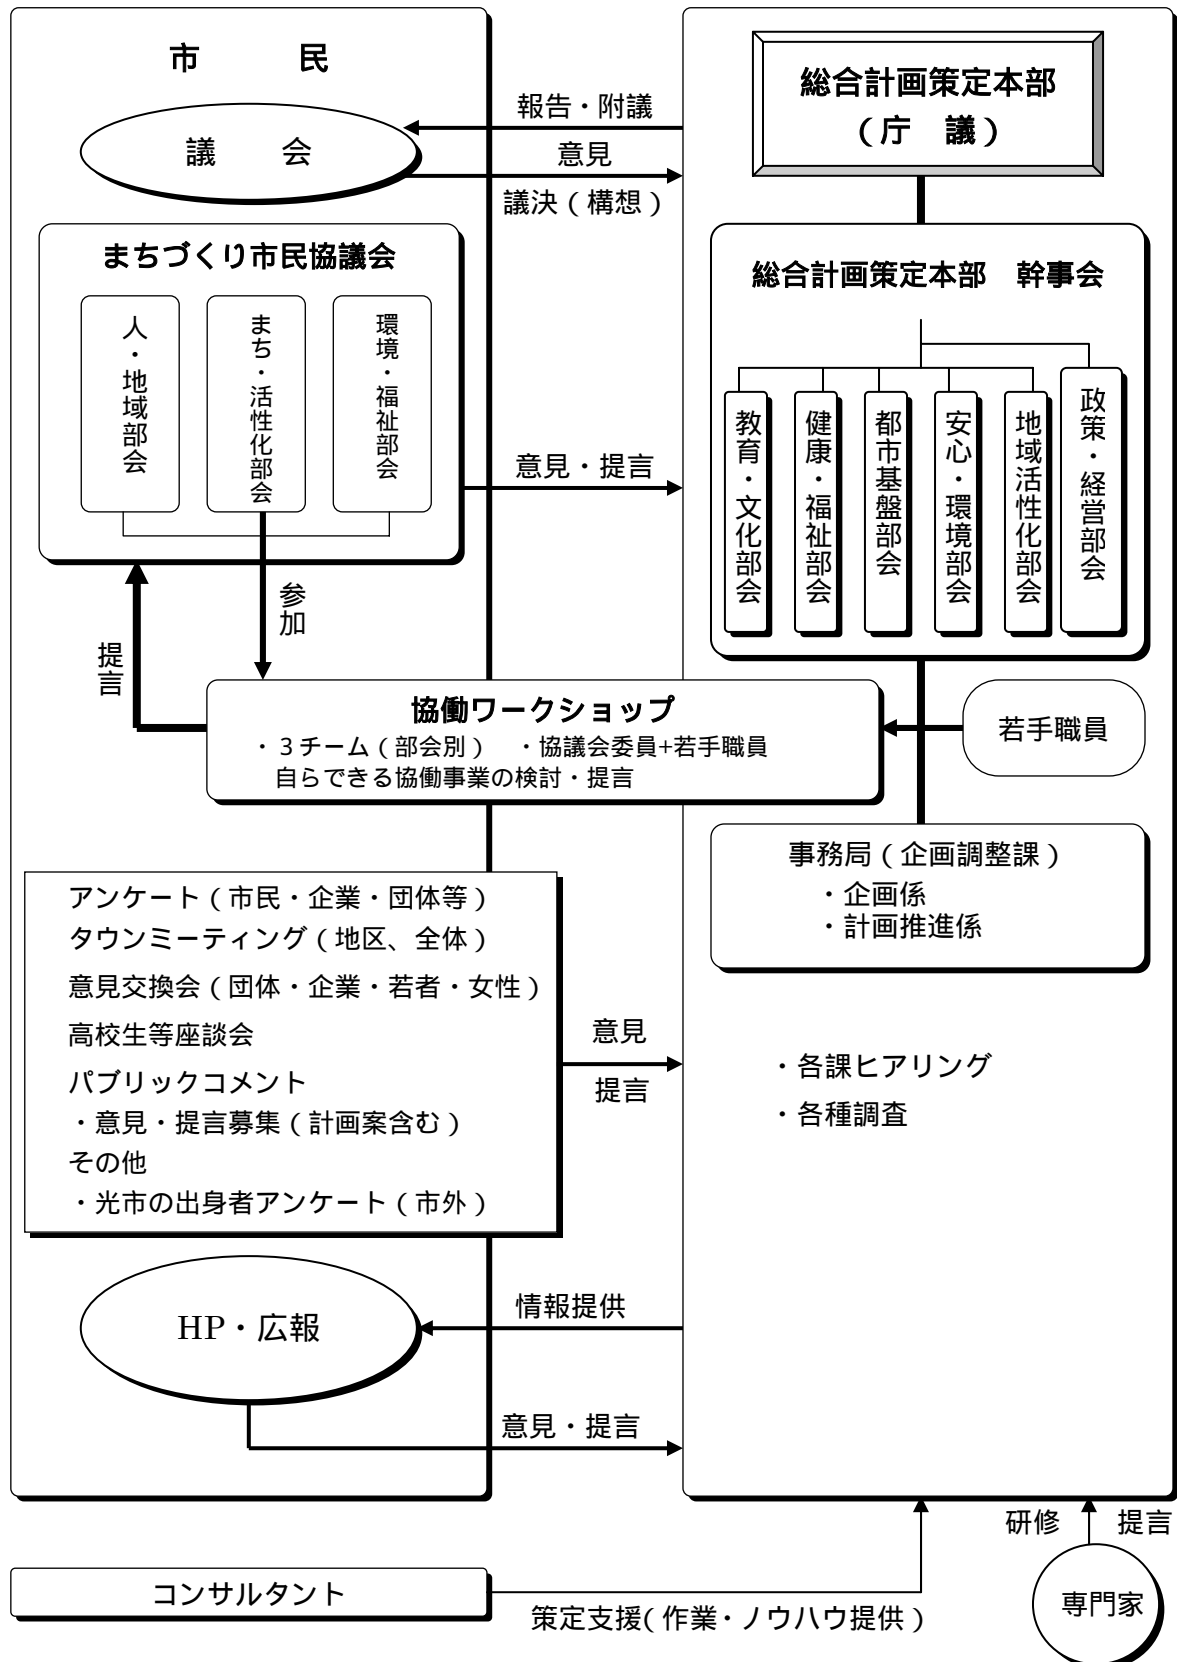 市　　民
議　会
まちづくり市民協議会
人・地域部会
まち・活性化部会
環境・福祉部会
報告・附議
意見
議決（構想）
意見・提言
総合計画策定本部
（庁　議）
総合計画策定本部　幹事会
教育・文化部会
健康・福祉部会
都市基盤部会
安心・環境部会
地域活性化部会
政策・経営部会
参加
提言
協働ワークショップ
・３チーム（部会別）　・協議会委員+若手職員
自らできる協働事業の検討・提言
若手職員
事務局（企画調整課）
・企画係
・計画推進係
アンケート（市民・企業・団体等）
タウンミーティング（地区、全体）
意見交換会（団体・企業・若者・女性）
高校生等座談会
パブリックコメント
・意見・提言募集（計画案含む）
その他
・光市の出身者アンケート（市外）
意見
提言
・各課ヒアリング
・各種調査
HP・広報
情報提供
意見・提言
研修
提言
専門家
コンサルタント
策定支援（作業・ノウハウ提供）